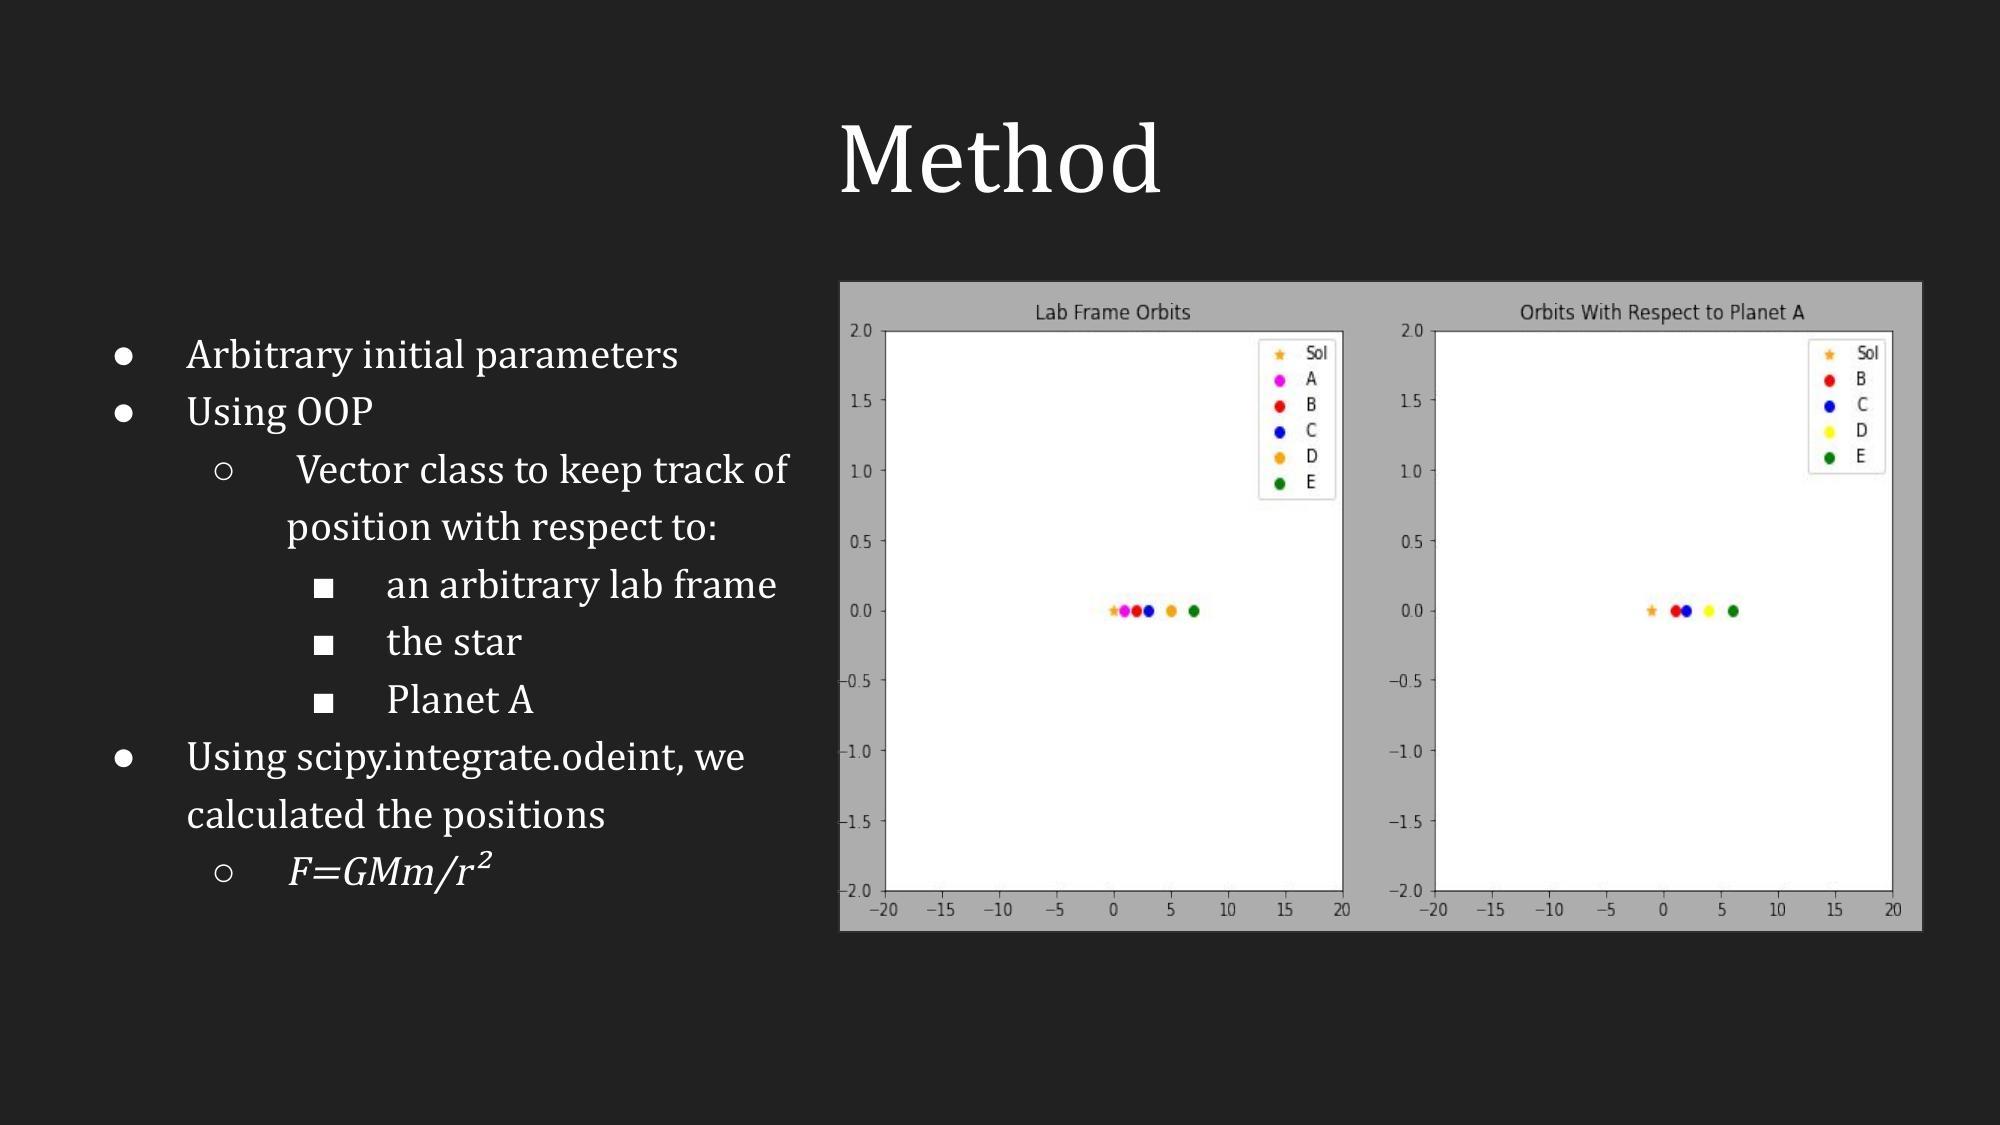 Method
● Arbitrary initial parameters
● Using OOP
○ Vector class to keep track of
position with respect to:
■ an arbitrary lab frame
■ the star
■ Planet A
● Using scipy.integrate.odeint, we
calculated the positions
○ F=GMm/r²
Lab Frame Orbits
2.0
1.5
1.0
0.5
0.0
−0.5
−1.0
−1.5
−2.0
−20 −15 −10 −5 0 5 10 15 20
Sol
A
B
C
D
E
Orbits With Respect to Planet A
2.0
1.5
1.0
0.5
0.0
−0.5
−1.0
−1.5
−2.0
−20 −15 −10 −5 0 5 10 15 20
Sol
B
C
D
E